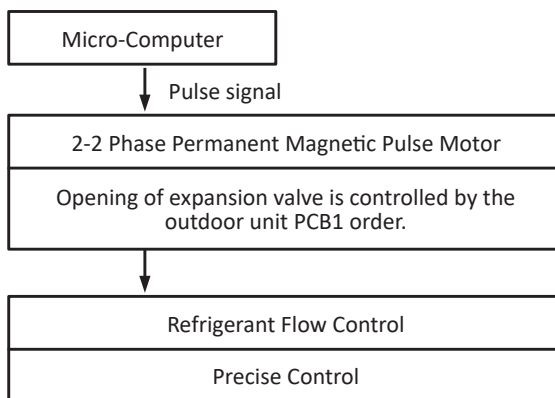 Micro-Computer
Pulse signal
2-2 Phase Permanent Magnetic Pulse Motor
Opening of expansion valve is controlled by the
outdoor unit PCB1 order.
Refrigerant Flow Control
Precise Control